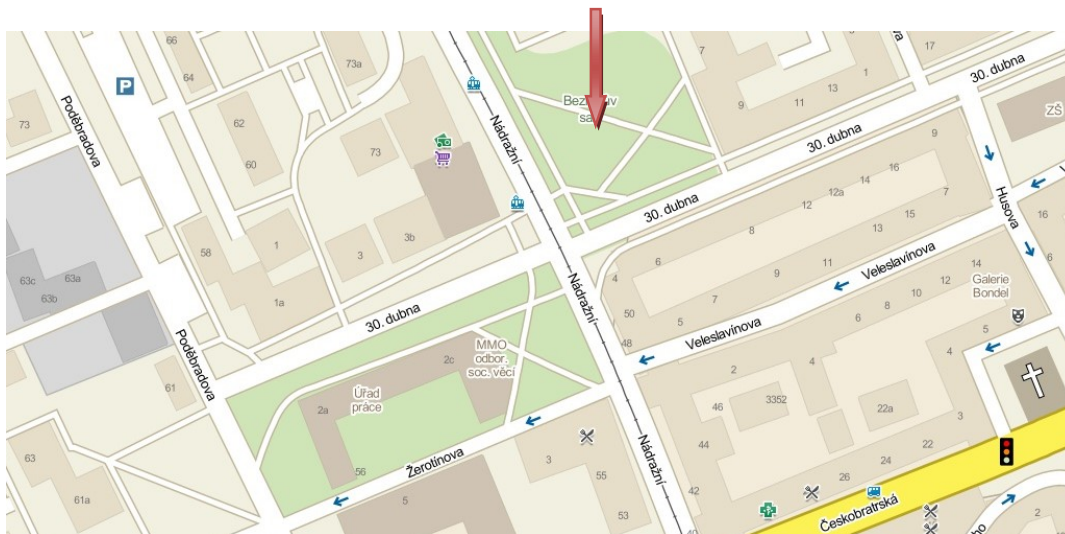 66
64
73a
7
17
1
13
11
9
P
Poděbradova
73
62
60
73
Nádražní
30. dubna
30. dubna
30. dubna
9
ZŠ
16
14
12a
12
7
Husova
15
13
8
6
4
11
9
7
50
5
48
Veleslavínova
Veleslavínova
16
6
58
1
3
3b
1a
63c
63a
63b
30. dubna
Nádražní
14
12
10
8
6
Galerie
Bondel
5
4
4
2
MMO
odbor.
soc. věcí
2c
Úřad
práce
2a
Poděbradova
61
46
3352
22a
3
44
22
24
26
42
Nádražní
Žerotínova
56
3
55
53
5
63
61a
Českobratrská
2